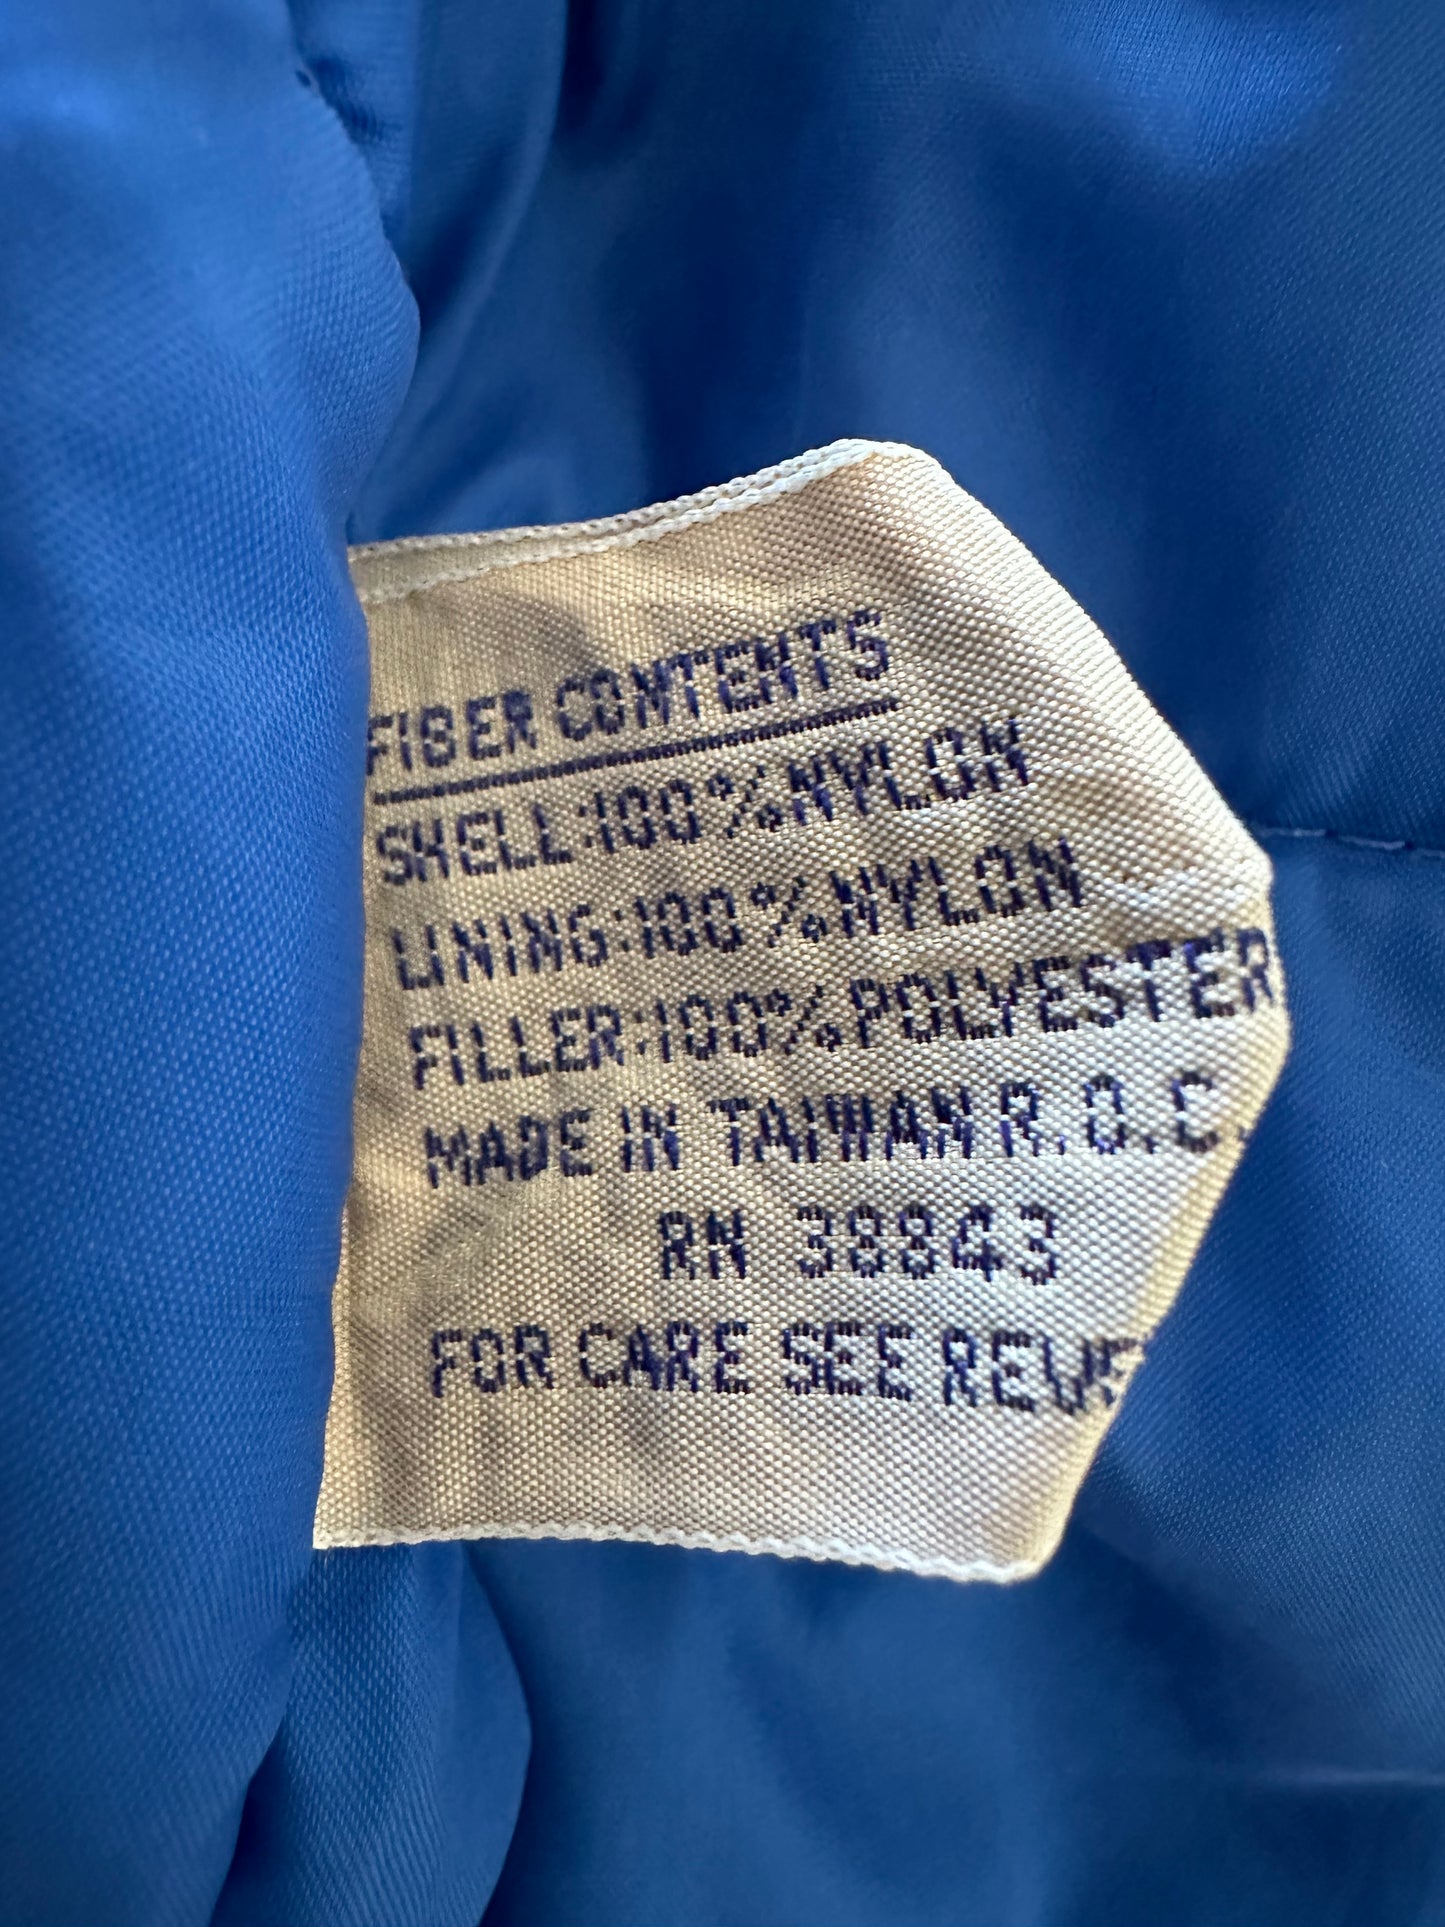 FIBER CONTENTS
SHELL:100%NYLON
LINING:100%NYLON
FILLER:100%POLYESTER
MADE IN TAIWAN R.O.C.
RN 38843
FOR CARE SEE